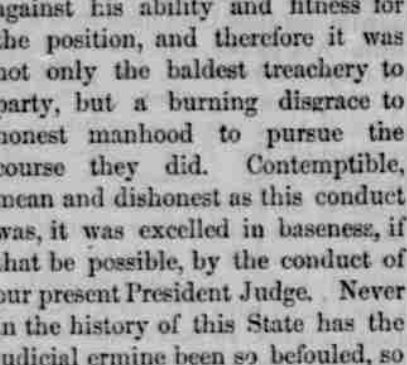 against his ability and fitness for
the position, and therefore it was
not only the baldest treachery to
party, but a burning disgrace to
honest manhood to pursue the
course they did. Contemptible,
mean and dishonest as this conduct
was, it was excelled in baseness, if
that be possible, by the conduct of
our present President Judge. Never
in the history of this State has the
judicial ermine been so befouled, so